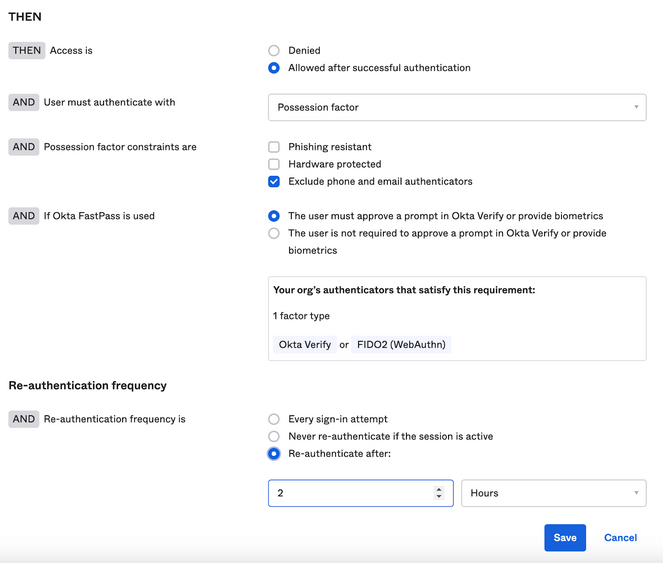 THEN
THEN Access is
Denied
Allowed after successful authentication
AND User must authenticate with
Possession factor
AND Possession factor constraints are
Phishing resistant
Hardware protected
Exclude phone and email authenticators
AND If Okta FastPass is used
The user must approve a prompt in Okta Verify or provide biometrics
The user is not required to approve a prompt in Okta Verify or provide
biometrics
Your org's authenticators that satisfy this requirement:
1 factor type
Okta Verify or FIDO2 (WebAuthn)
Re-authentication frequency
AND Re-authentication frequency is
Every sign-in attempt
Never re-authenticate if the session is active
Re-authenticate after:
2 Hours
Save Cancel